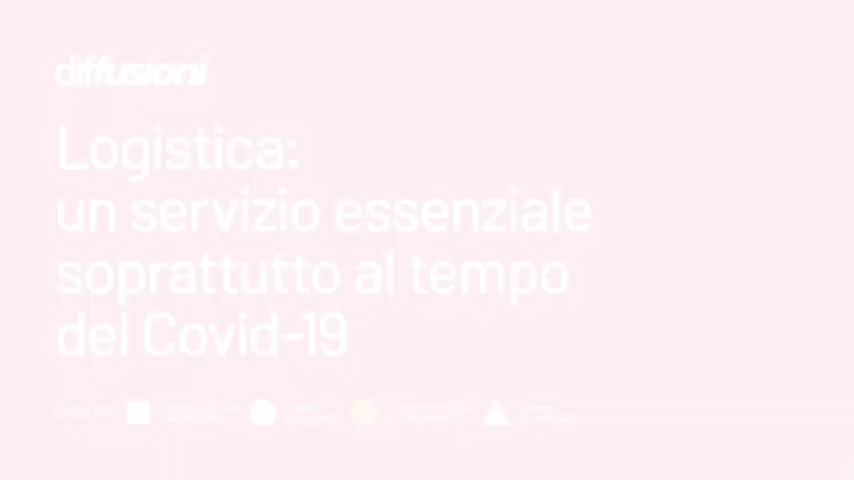 diffusioni
Logistica:
un servizio essenziale
soprattutto al tempo
del Covid-19